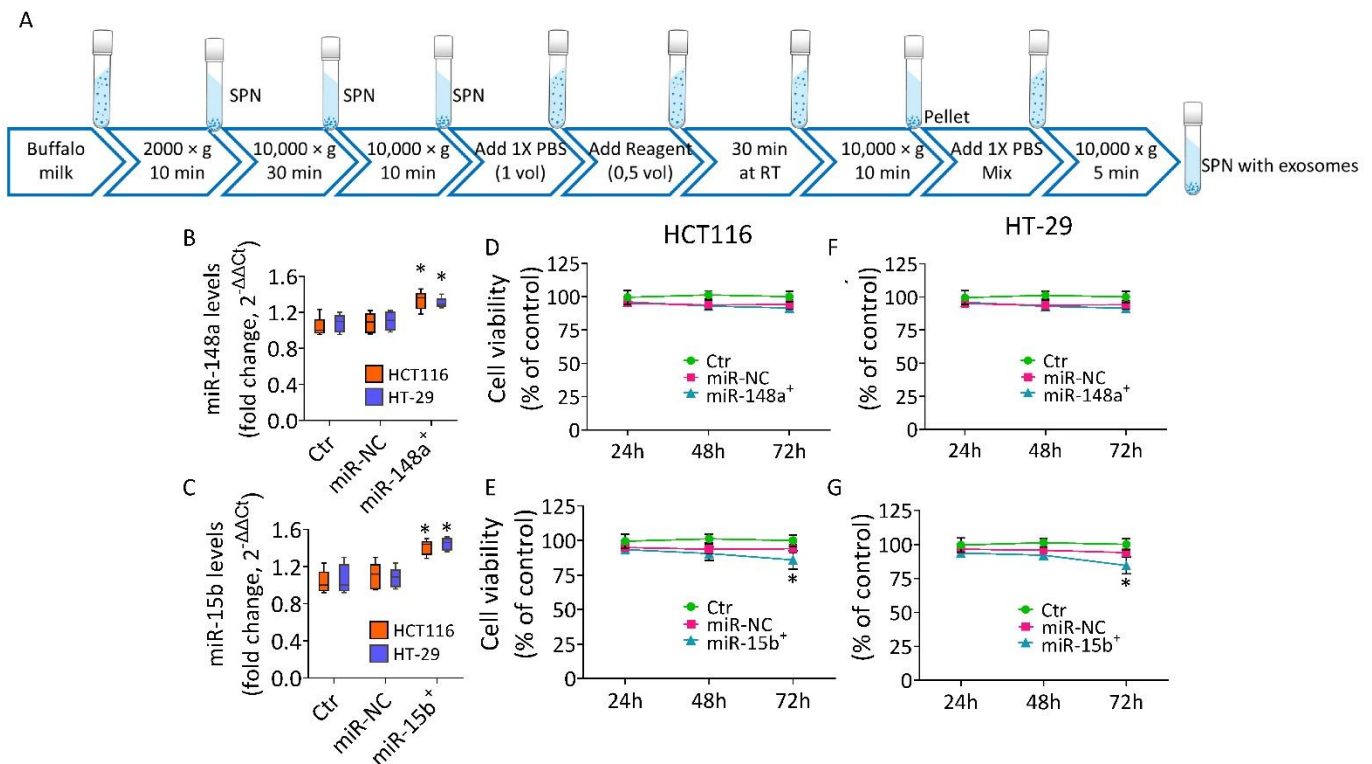 A
SPN
SPN
SPN
Pellet
Buffalo
milk
2000 × g
10 min
10,000 × g
30 min
10,000 × g
10 min
Add 1X PBS
(1 vol)
Add Reagent
(0,5 vol)
30 min
at RT
10,000 × g
10 min
Add 1X PBS
Mix
10,000 x g
5 min
SPN with exosomes
HCT116
HT-29
B
miR-148a levels
(fold change, 2^-ΔΔCt)
1.6
1.2
0.8
0.4
0.0
* *
HCT116
HT-29
Ctr
miR-NC
miR-148a+
D
Cell viability
(% of control)
125
100
75
50
25
0
Ctr
miR-NC
miR-148a+
24h 48h 72h
F
(% of control)
125
100
75
50
25
0
Ctr
miR-NC
miR-148a+
24h 48h 72h
C
miR-15b levels
(fold change, 2^-ΔΔCt)
1.6
1.2
0.8
0.4
0.0
* *
HCT116
HT-29
Ctr
miR-NC
miR-15b+
E
Cell viability
(% of control)
125
100
75
50
25
0
*
Ctr
miR-NC
miR-15b+
24h 48h 72h
G
(% of control)
125
100
75
50
25
0
*
Ctr
miR-NC
miR-15b+
24h 48h 72h